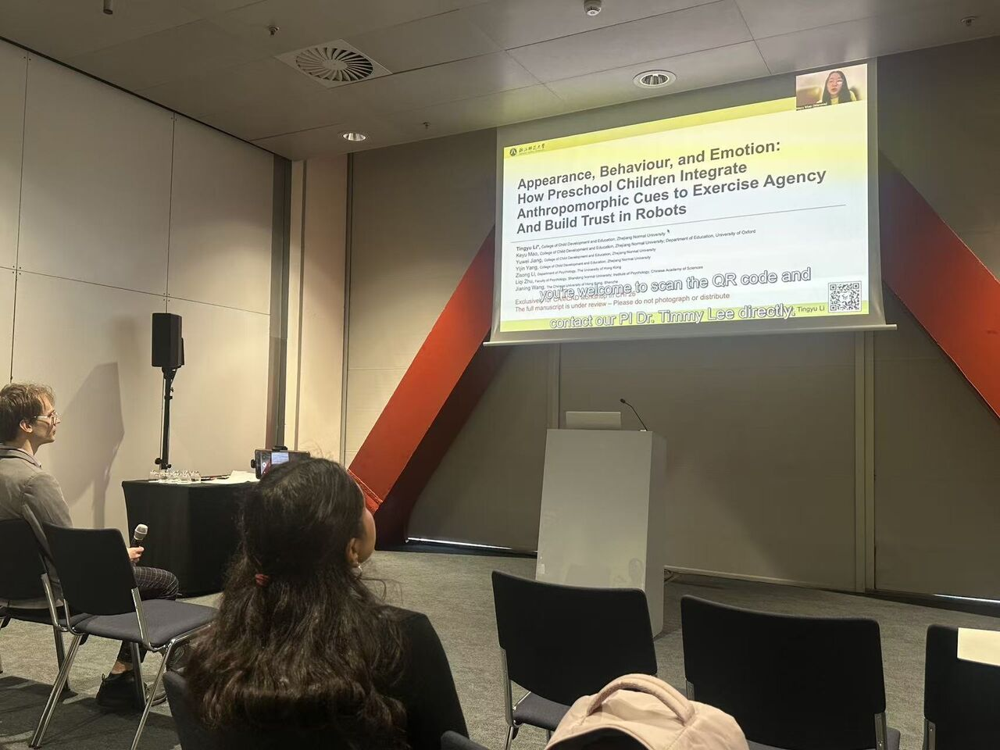 浙江师范大学
Appearance, Behaviour, and Emotion:
How Preschool Children Integrate
Anthropomorphic Cues to Exercise Agency
And Build Trust in Robots
Tingyu Li*, College of Child Development and Education, Zhejiang Normal University
Keyu Mao, College of Child Development and Education, Zhejiang Normal University; Department of Education, University of Oxford
Yuwei Jiang, College of Child Development and Education, Zhejiang Normal University
Yijin Yang, College of Child Development and Education, Zhejiang Normal University
Zisong Li, Department of Psychology, The University of Hong Kong
Liqi Zhu, Faculty of Psychology, Shandong Normal University; Institute of Psychology, Chinese Academy of Sciences
Jianing Wang, The Chinese University of Hong Kong,
you're welcome to scan the QR code and
Exclusively
The full manuscript is under review – Please do not photograph or distribute
contact our PI Dr. Timmy Lee directly.
Tingyu Li